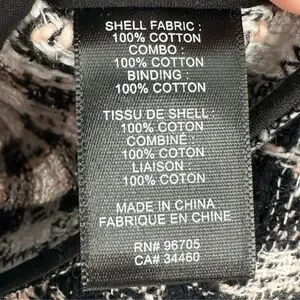 SHELL FABRIC :
100% COTTON
COMBO :
100% COTTON
BINDING :
100% COTTON
TISSU DE SHELL :
100% COTON
COMBINÉ :
100% COTON
LIAISON
100% COTON
MADE IN CHINA
FABRIQUE EN CHINE
RN# 96705
CA# 34460